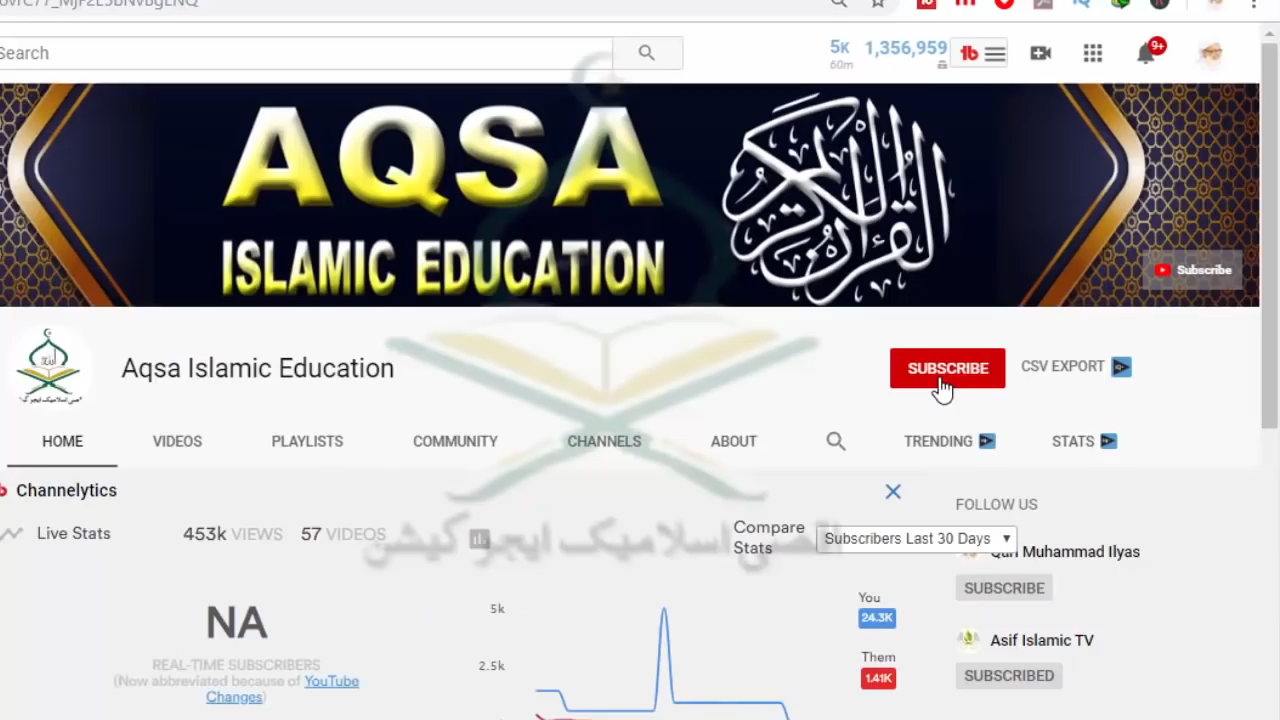 Search
5K
60m
1,356,959
9+
AQSA
ISLAMIC EDUCATION
القرآن الكريم
Subscribe
Aqsa Islamic Education
SUBSCRIBE
CSV EXPORT
HOME
VIDEOS
PLAYLISTS
COMMUNITY
CHANNELS
ABOUT
TRENDING
STATS
Channelytics
FOLLOW US
Live Stats
453k VIEWS
57 VIDEOS
Compare
Stats
Subscribers Last 30 Days
اقصیٰ اسلامیک ایجوکیشن
Muhammad Ilyas
SUBSCRIBE
NA
REAL-TIME SUBSCRIBERS
(Now abbreviated because of YouTube
Changes)
5k
2.5k
You
24.3K
Them
1.41K
Asif Islamic TV
SUBSCRIBED